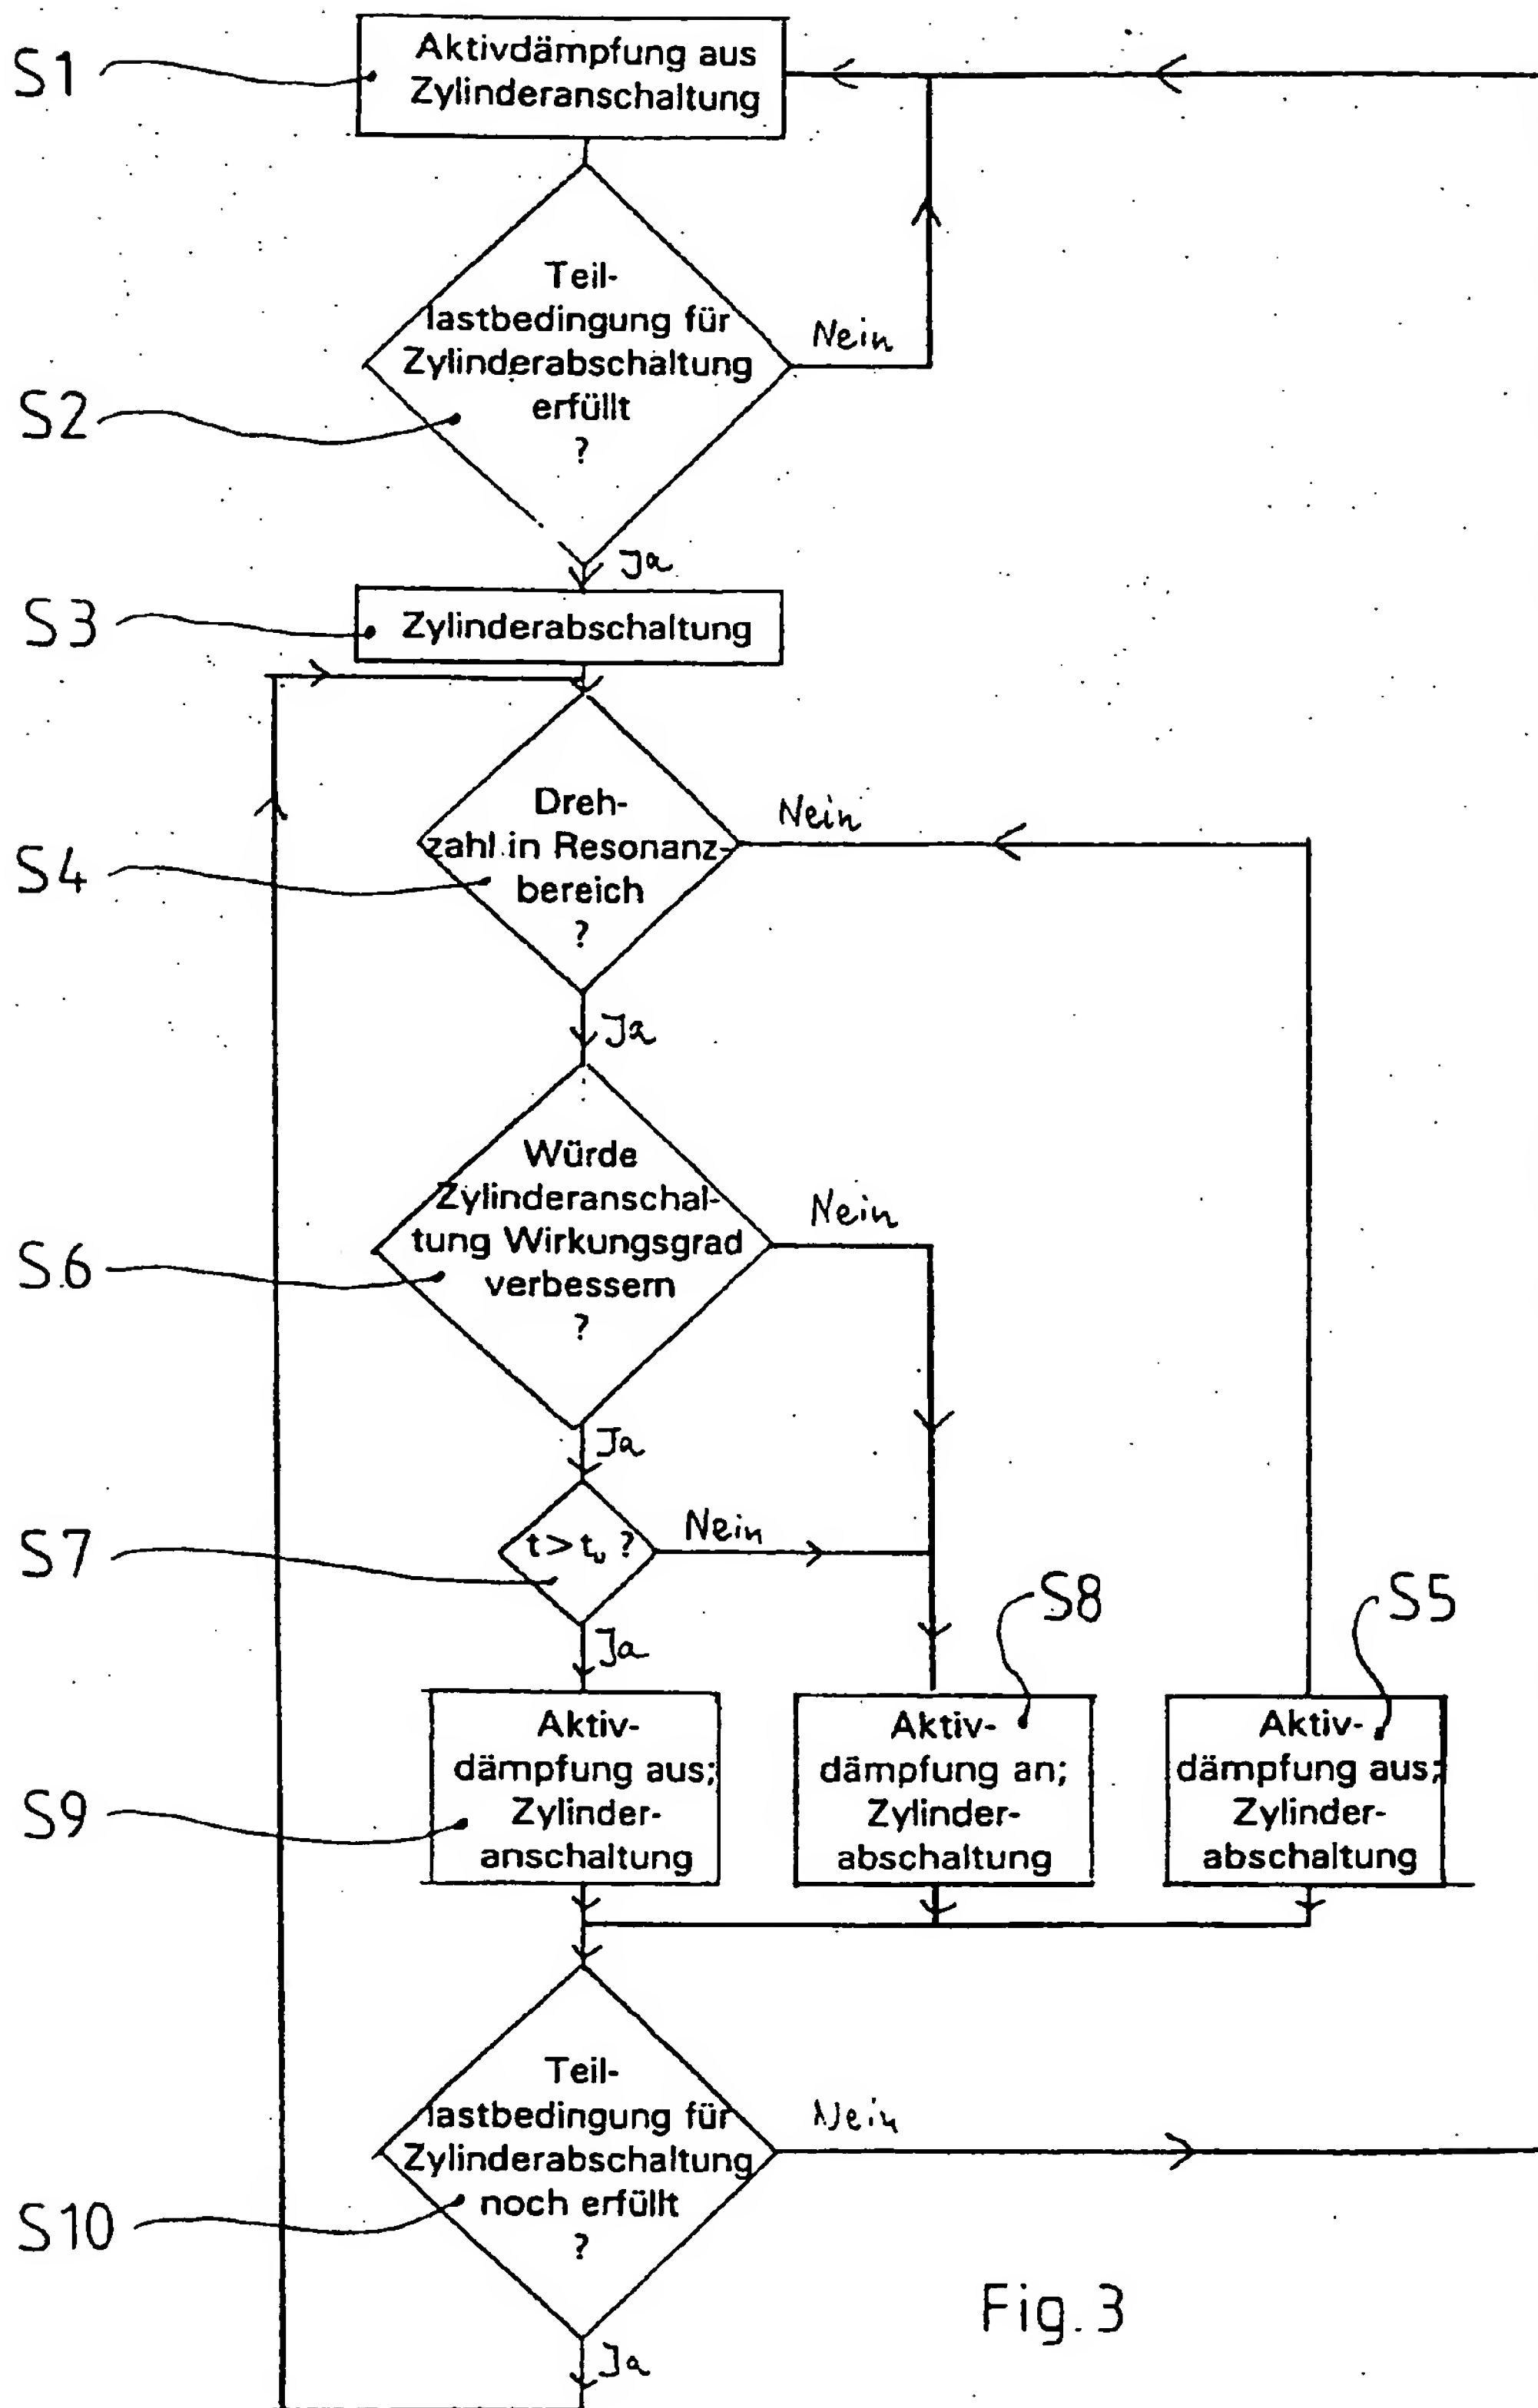 S1
Aktivdämpfung aus
Zylinderanschaltung
Teil-
lastbedingung für
Zylinderabschaltung
erfüllt
?
Nein
S2
Ja
S3
Zylinderabschaltung
Dreh-
zahl in Resonanz-
bereich
?
Nein
S4
Ja
Würde
Zylinderanschal-
tung Wirkungsgrad
verbessern
?
Nein
S6
Ja
S7
t > tᵤ ?
Nein
Ja
S8
S5
Aktiv-
dämpfung aus;
Zylinder-
anschaltung
S9
Aktiv-
dämpfung an;
Zylinder-
abschaltung
Aktiv-
dämpfung aus;
Zylinder-
abschaltung
Teil-
lastbedingung für
Zylinderabschaltung
noch erfüllt
?
Nein
S10
Ja
Fig. 3